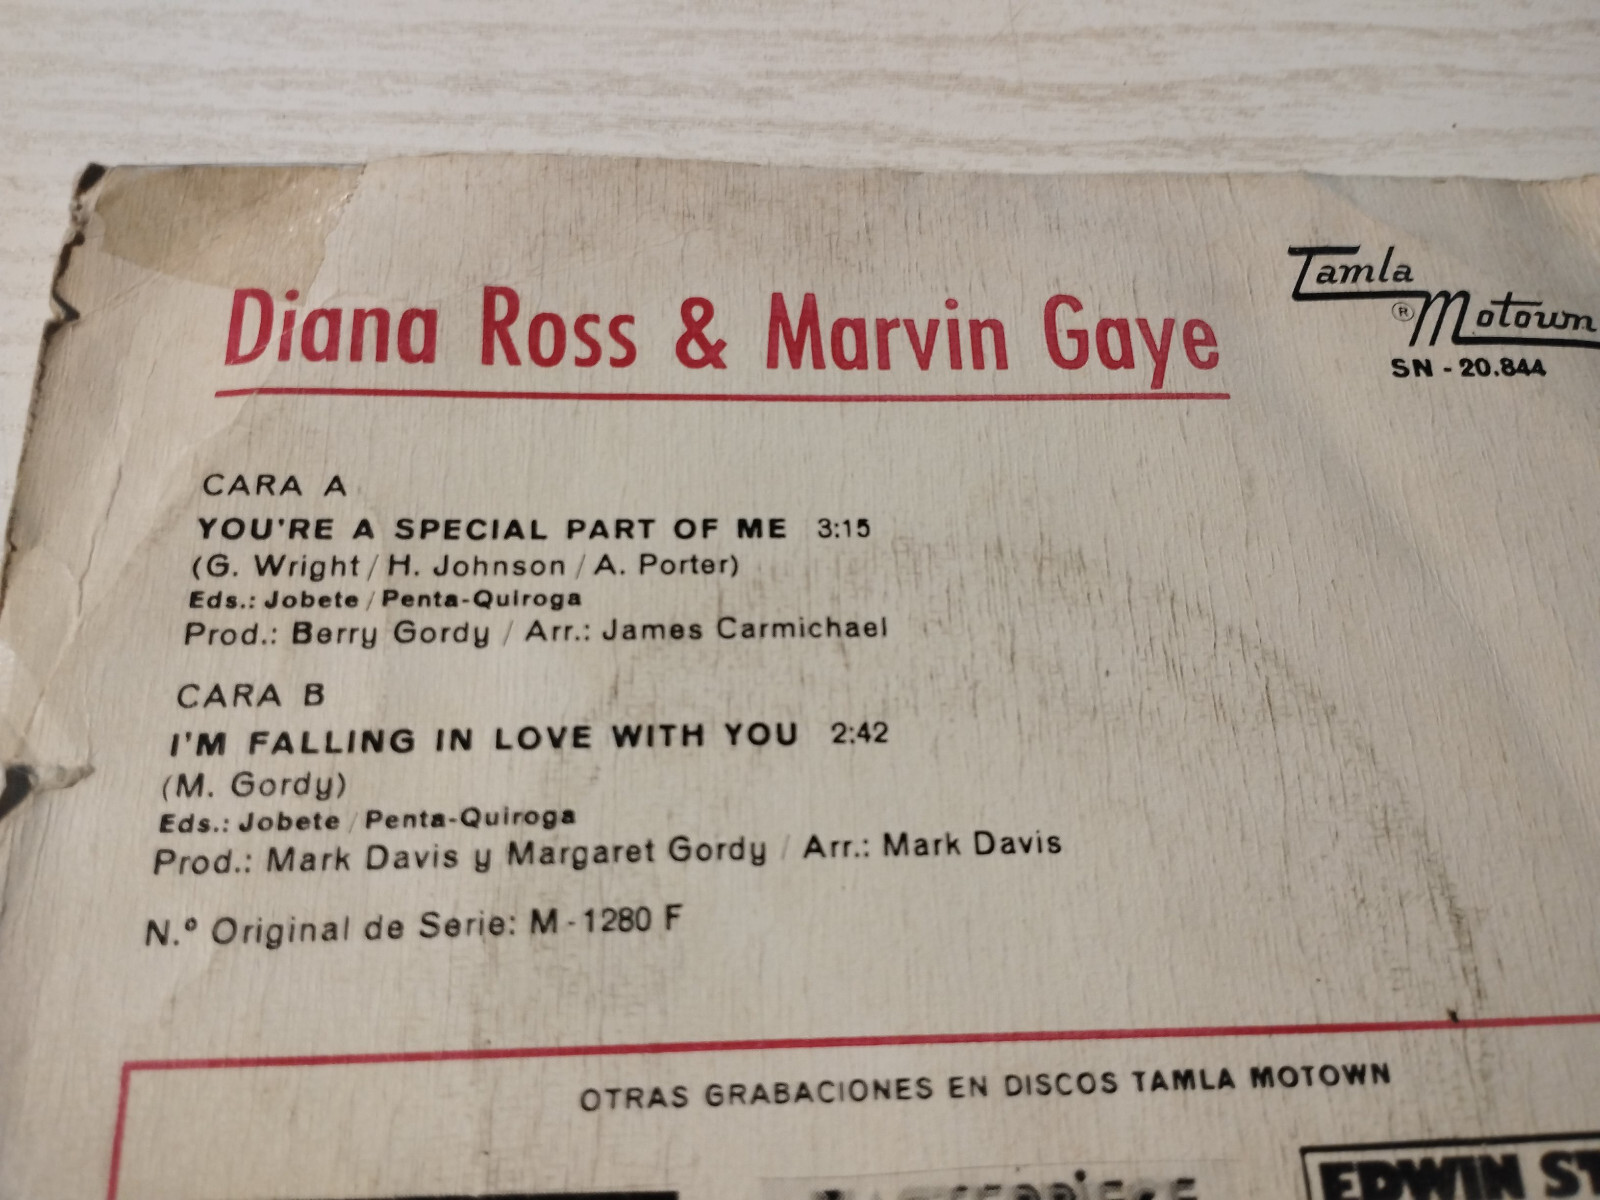 Diana Ross & Marvin Gaye
Tamla
® Motown
SN - 20.844
CARA A
YOU'RE A SPECIAL PART OF ME 3:15
(G. Wright / H. Johnson / A. Porter)
Eds.: Jobete / Penta-Quiroga
Prod.: Berry Gordy / Arr.: James Carmichael
CARA B
I'M FALLING IN LOVE WITH YOU 2:42
(M. Gordy)
Eds.: Jobete / Penta-Quiroga
Prod.: Mark Davis y Margaret Gordy / Arr.: Mark Davis
N.º Original de Serie: M - 1280 F
OTRAS GRABACIONES EN DISCOS TAMLA MOTOWN
EDWIN ST